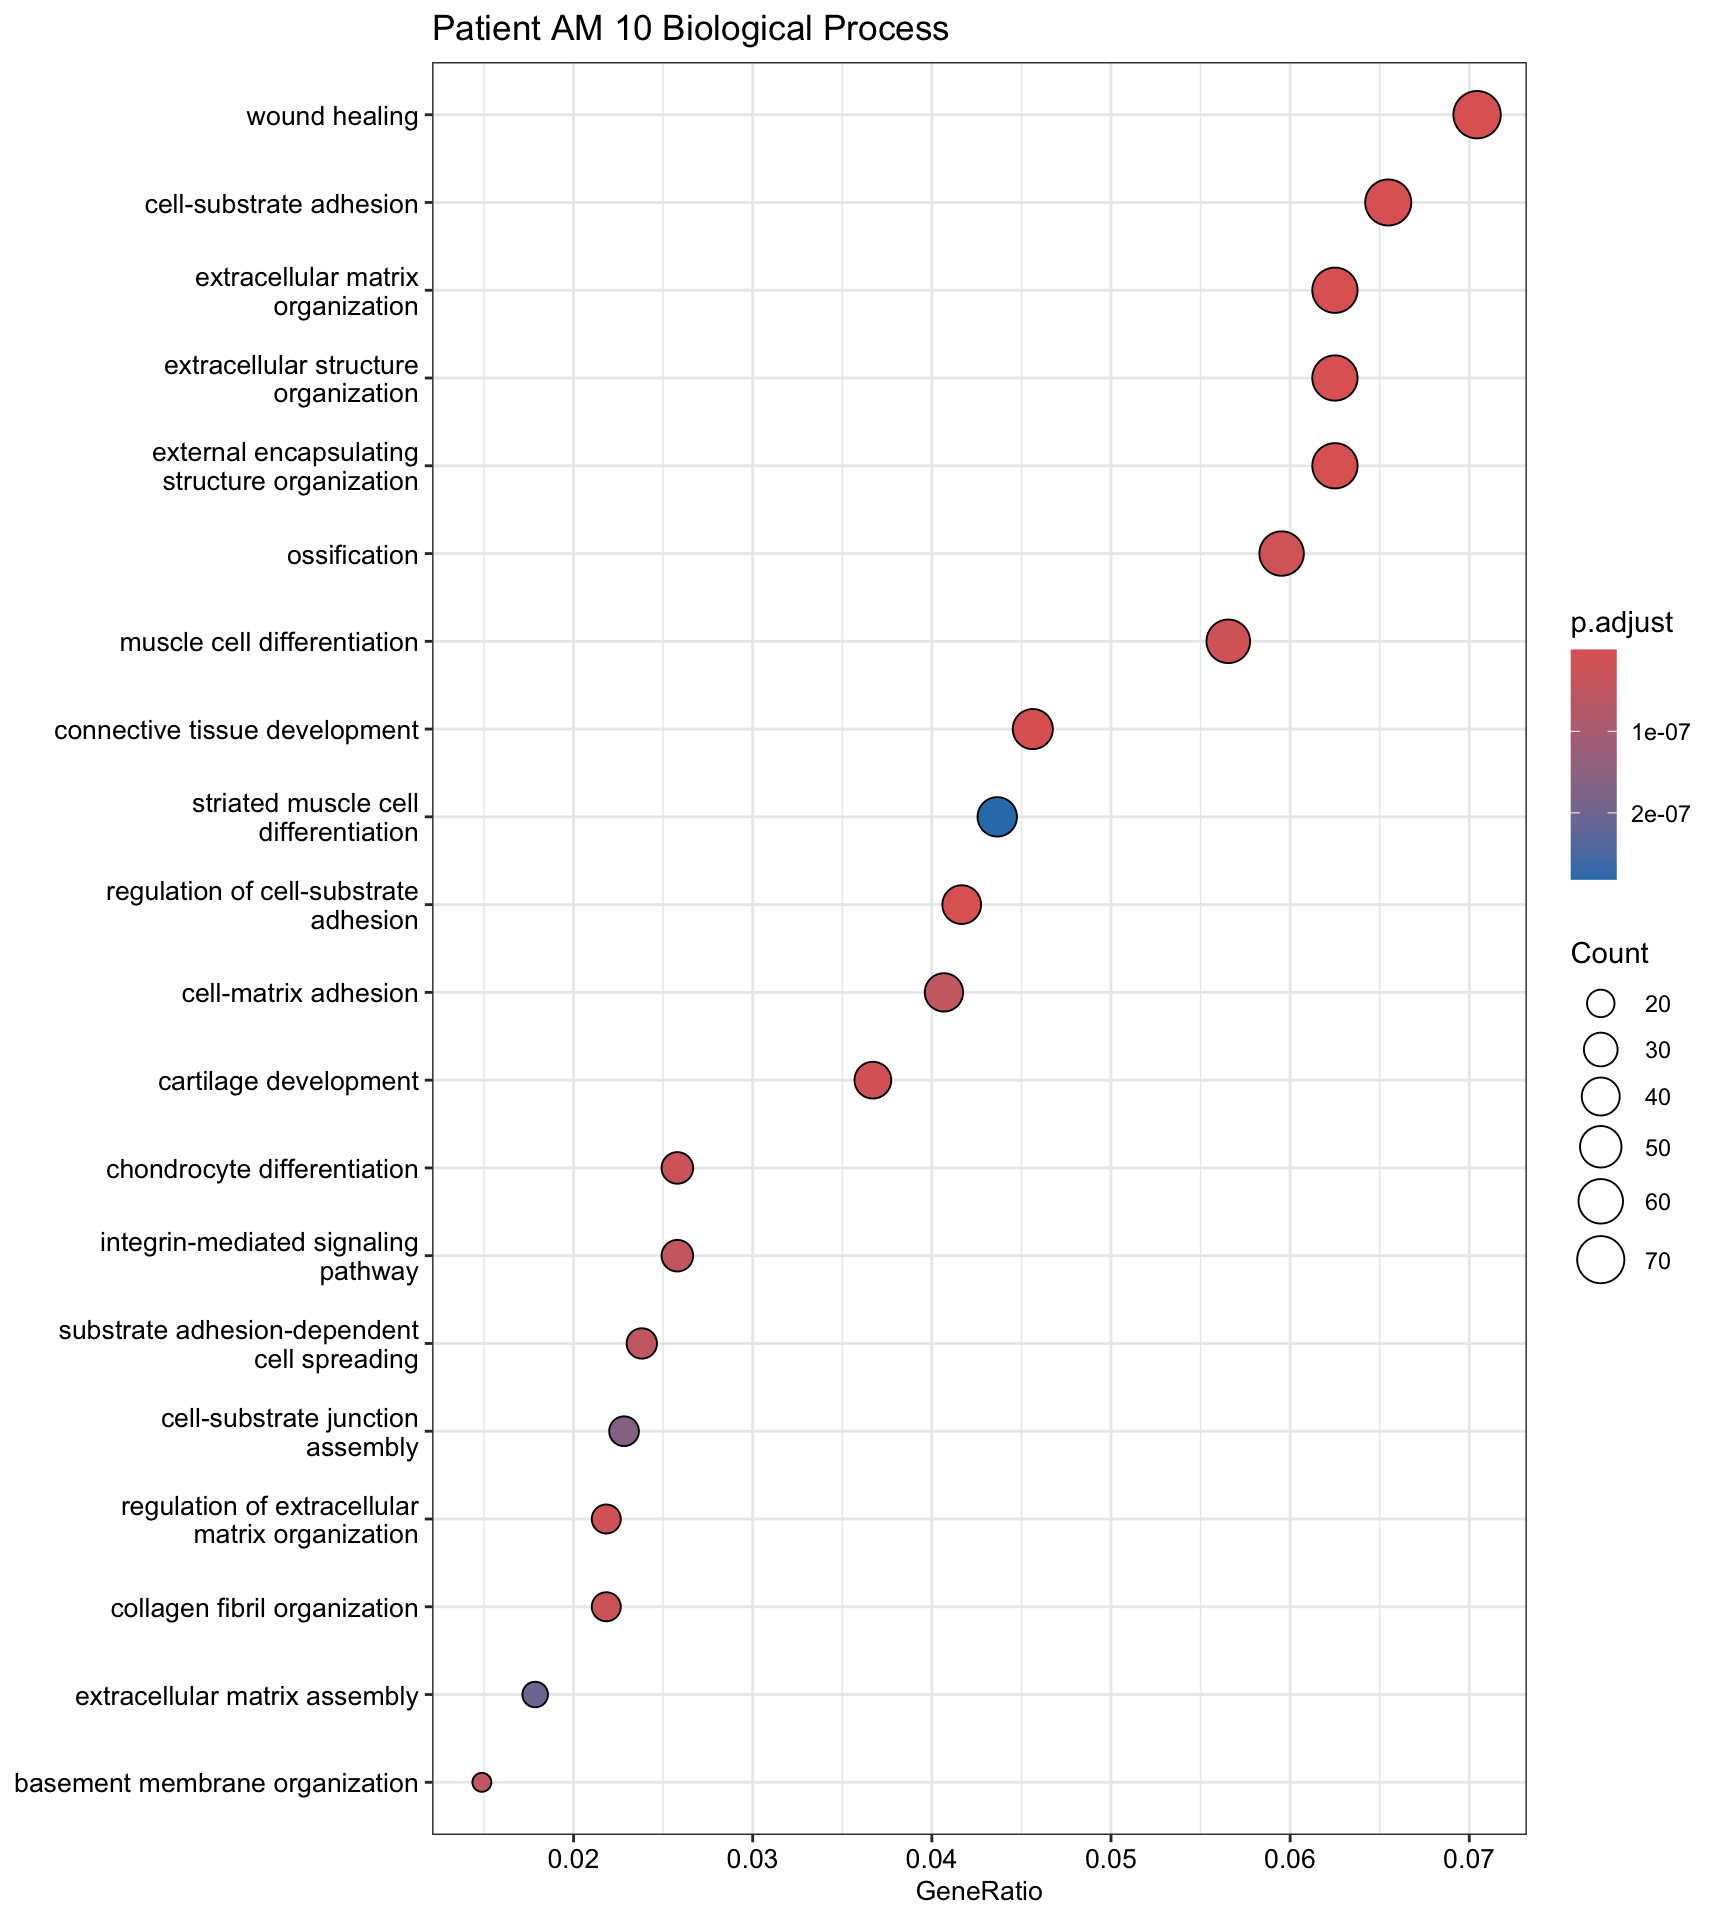 Patient AM 10 Biological Process
wound healing
cell-substrate adhesion
extracellular matrix
organization
extracellular structure
organization
external encapsulating
structure organization
ossification
muscle cell differentiation
connective tissue development
striated muscle cell
differentiation
regulation of cell-substrate
adhesion
cell-matrix adhesion
cartilage development
chondrocyte differentiation
integrin-mediated signaling
pathway
substrate adhesion-dependent
cell spreading
cell-substrate junction
assembly
regulation of extracellular
matrix organization
collagen fibril organization
extracellular matrix assembly
basement membrane organization
0.02 0.03 0.04 0.05 0.06 0.07
GeneRatio
p.adjust
1e-07
2e-07
Count
20
30
40
50
60
70